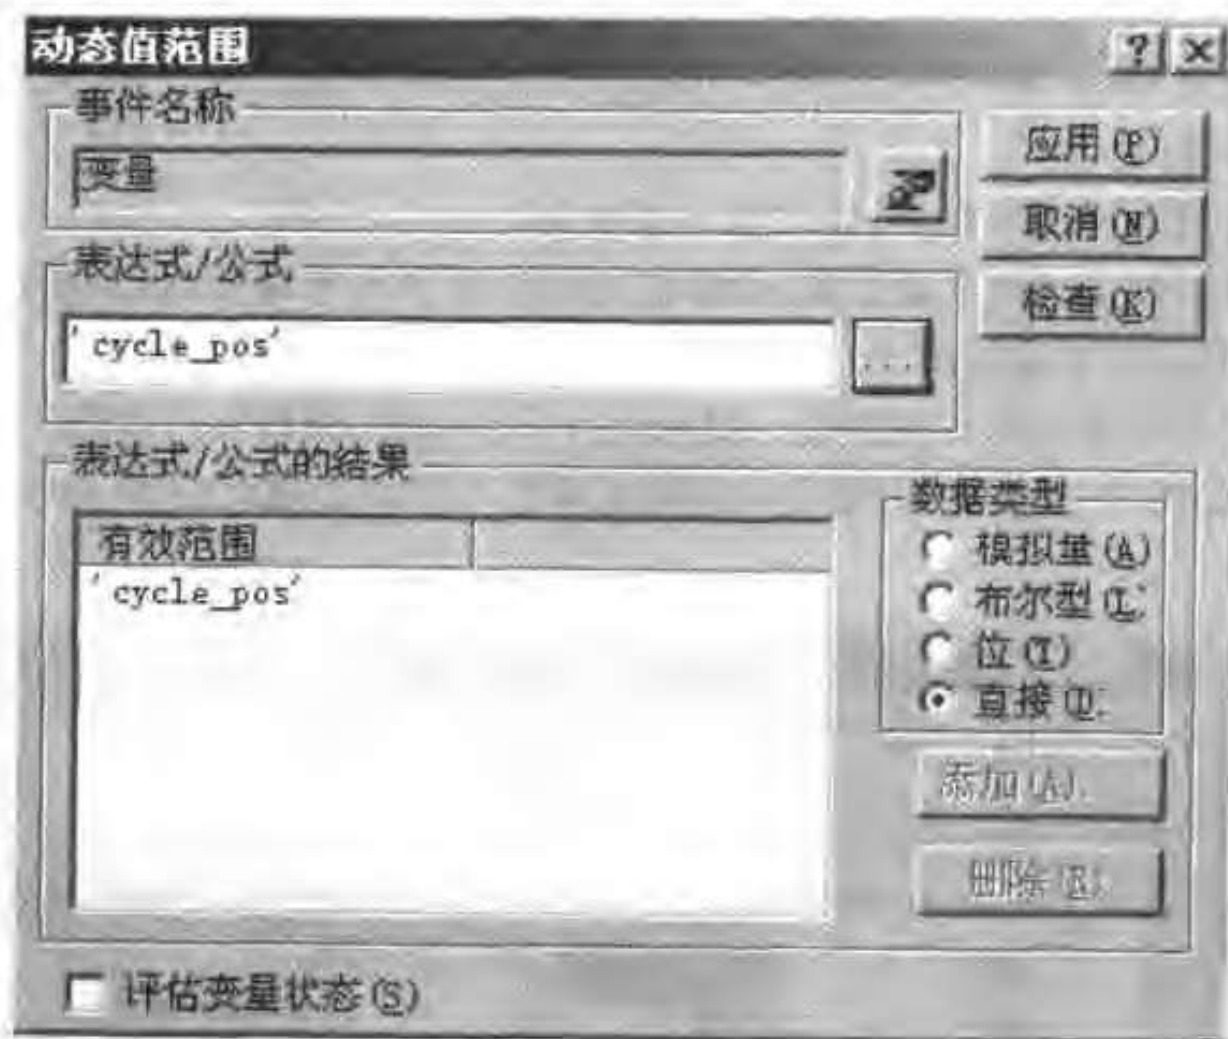 动态值范围
事件名称
变量
应用(P)
取消(N)
检查(K)
表达式/公式
'cycle_pos'
...
表达式/公式的结果
有效范围
'cycle_pos'
数据类型
模拟量(A)
布尔型(L)
位(T)
直接(D)
添加(A)
删除(R)
评估变量状态(S)